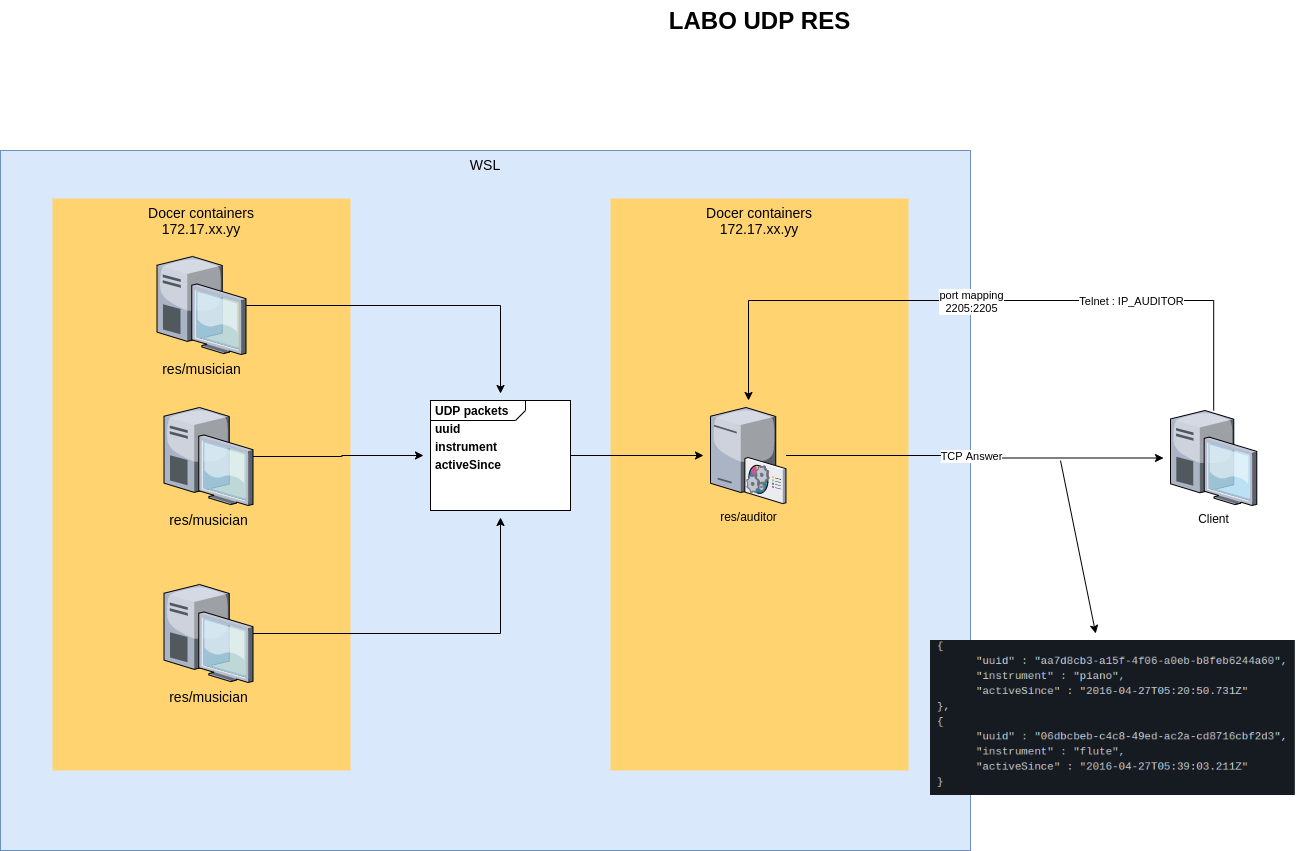 LABO UDP RES
WSL
Docer containers
172.17.xx.yy
res/musician
res/musician
res/musician
UDP packets
uuid
instrument
activeSince
Docer containers
172.17.xx.yy
res/auditor
port mapping
2205:2205
Telnet : IP_AUDITOR
TCP Answer
Client
{
"uuid" : "aa7d8cb3-a15f-4f06-a0eb-b8feb6244a60",
"instrument" : "piano",
"activeSince" : "2016-04-27T05:20:50.731Z"
},
{
"uuid" : "06dbcbeb-c4c8-49ed-ac2a-cd8716cbf2d3",
"instrument" : "flute",
"activeSince" : "2016-04-27T05:39:03.211Z"
}